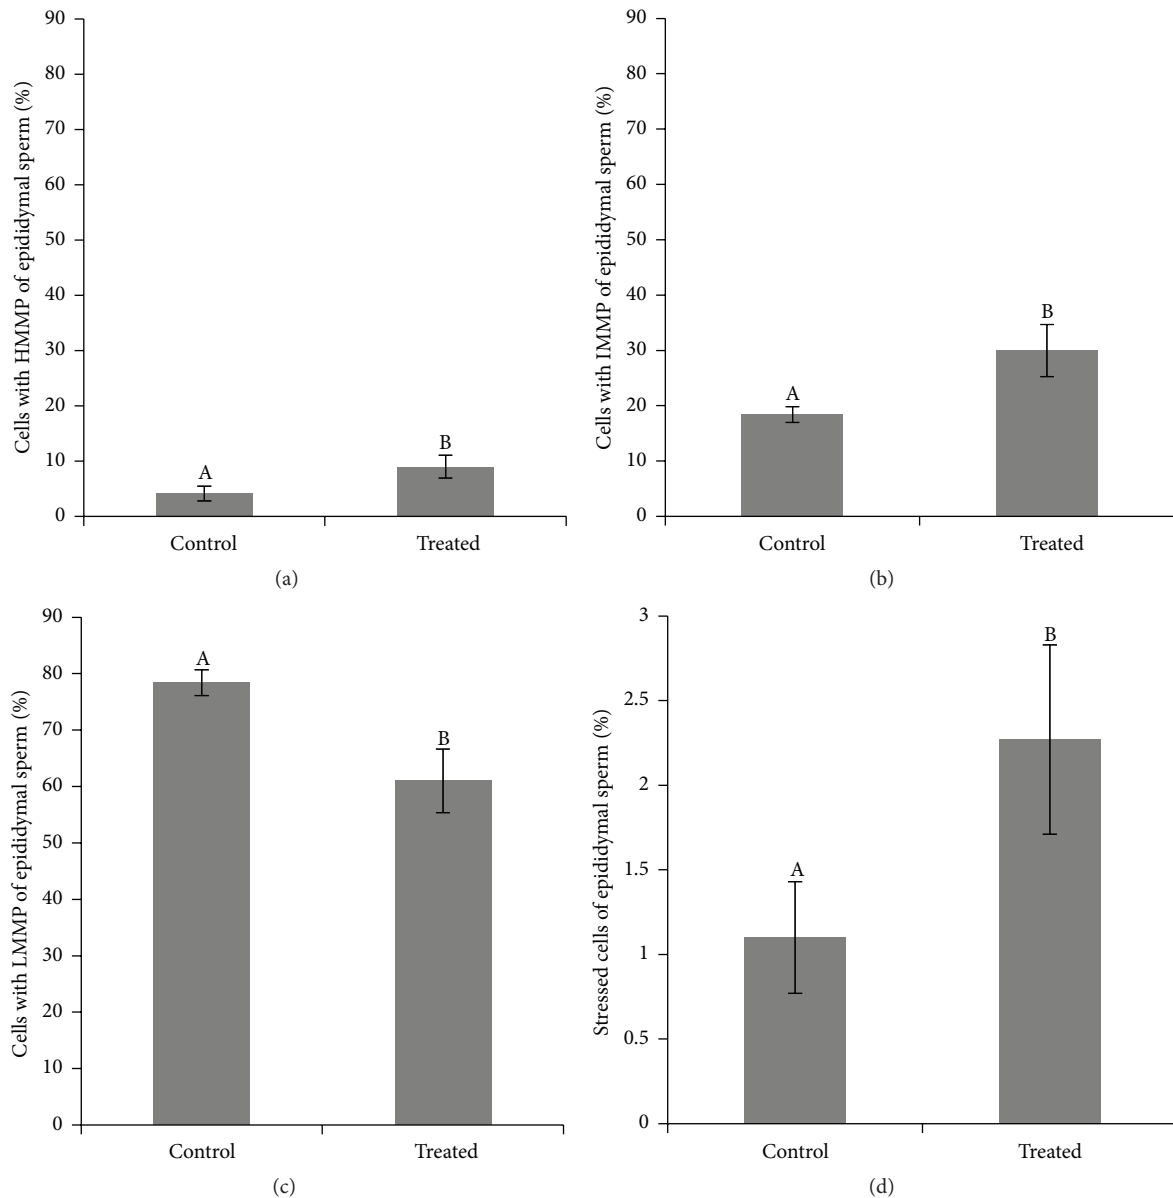 Cells with HMMP of epididymal sperm (%)
90
80
70
60
50
40
30
20
10
0
A
B
Control
Treated
(a)
Cells with IMMP of epididymal sperm (%)
90
80
70
60
50
40
30
20
10
0
A
B
Control
Treated
(b)
Cells with LMMP of epididymal sperm (%)
90
80
70
60
50
40
30
20
10
0
A
B
Control
Treated
(c)
Stressed cells of epididymal sperm (%)
3
2.5
2
1.5
1
0.5
0
A
B
Control
Treated
(d)